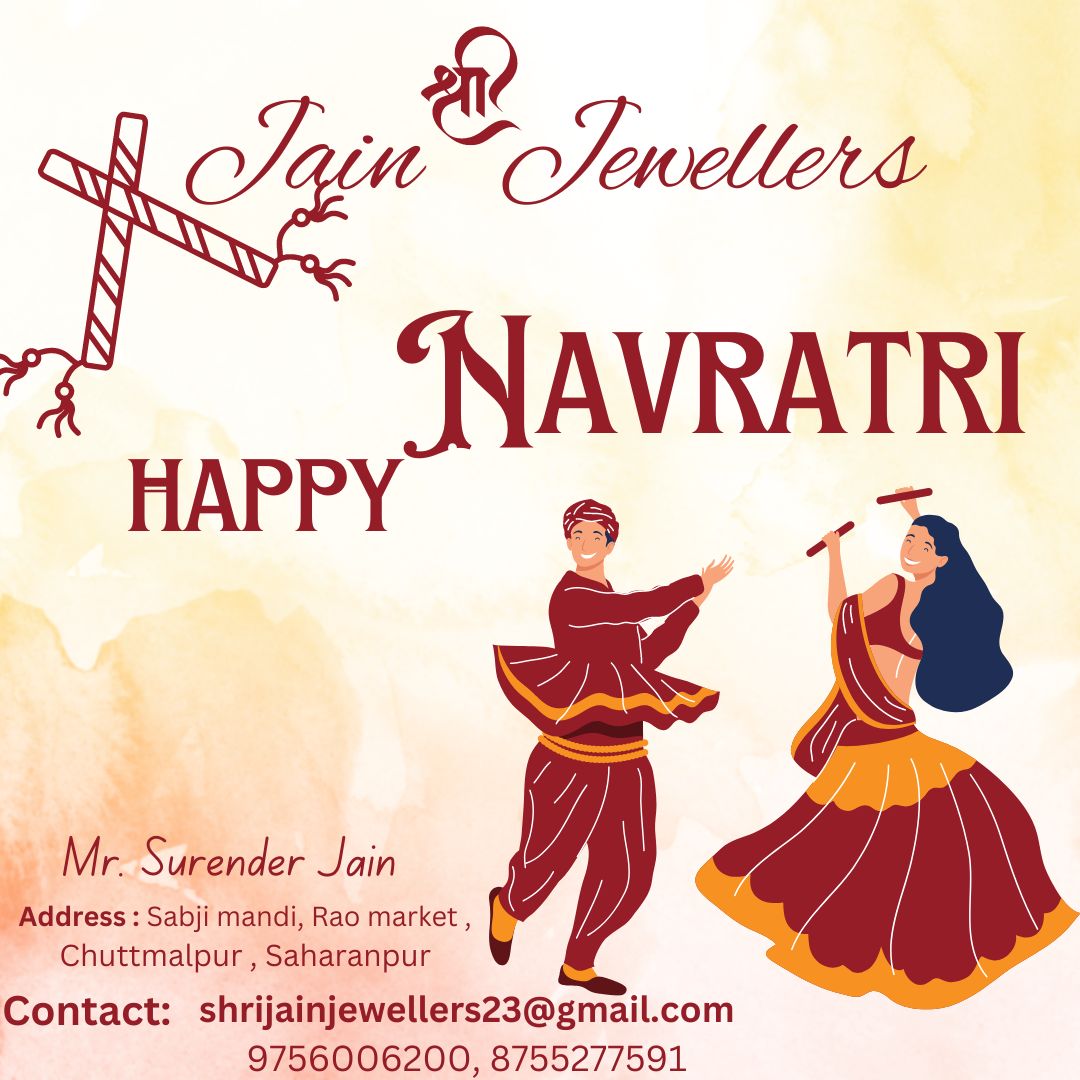 श्री
Jain Jewellers
NAVRATRI
HAPPY
Mr. Surender Jain
Address : Sabji mandi, Rao market ,
Chuttmalpur , Saharanpur
Contact: shrijainjewellers23@gmail.com
9756006200, 8755277591